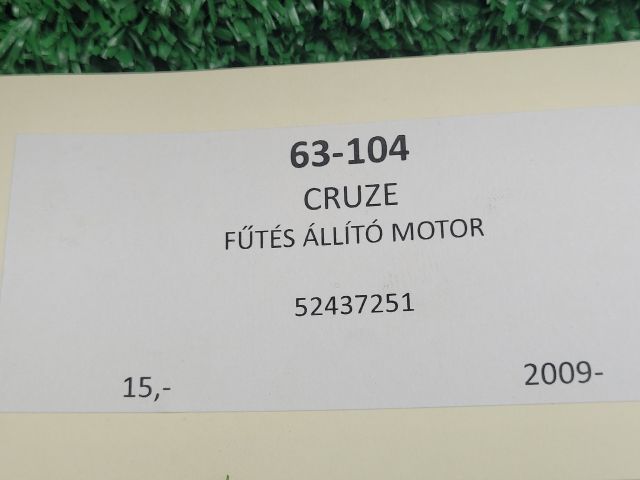 63-104
CRUZE
FŰTÉS ÁLLÍTÓ MOTOR
52437251
15,- 2009-